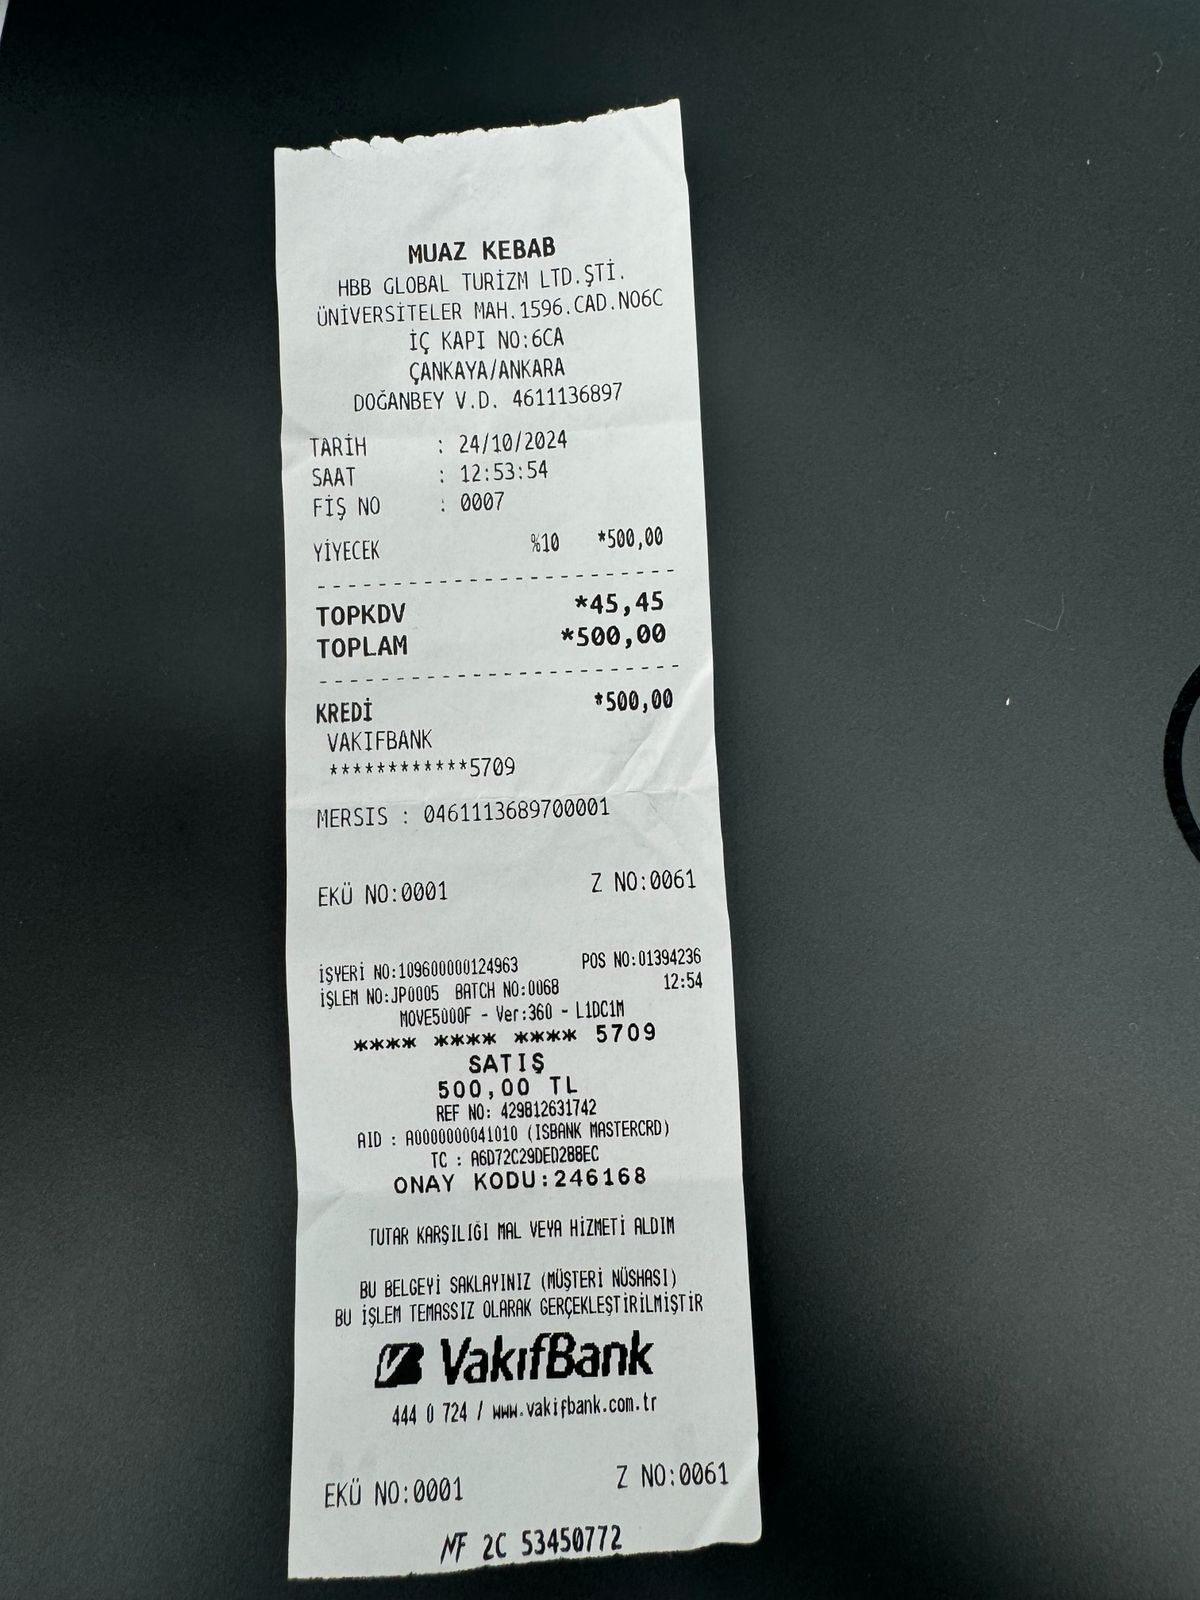 MUAZ KEBAB
HBB GLOBAL TURİZM LTD.ŞTİ.
ÜNİVERSİTELER MAH.1596.CAD.NO6C
İÇ KAPI NO:6CA
ÇANKAYA/ANKARA
DOĞANBEY V.D. 4611136897
TARİH : 24/10/2024
SAAT : 12:53:54
FİŞ NO : 0007
YİYECEK %10 *500,00
TOPKDV *45,45
TOPLAM *500,00
KREDİ *500,00
VAKIFBANK
************5709
MERSIS : 0461113689700001
EKÜ NO:0001 Z NO:0061
İŞYERİ NO:109600000124963 POS NO:01394236
İŞLEM NO:JP0005 BATCH NO:0068 12:54
MOVE5000F - Ver:360 - L1DC1M
**** **** **** 5709
SATIŞ
500,00 TL
REF NO: 429812631742
AID : A0000000041010 (ISBANK MASTERCRD)
TC : A6D72C29DED288EC
ONAY KODU:246168
TUTAR KARŞILIĞI MAL VEYA HİZMETİ ALDIM
BU BELGEYİ SAKLAYINIZ (MÜŞTERİ NÜSHASI)
BU İŞLEM TEMASSIZ OLARAK GERÇEKLEŞTİRİLMİŞTİR
VakıfBank
444 0 724 / www.vakifbank.com.tr
EKÜ NO:0001 Z NO:0061
MF 2C 53450772